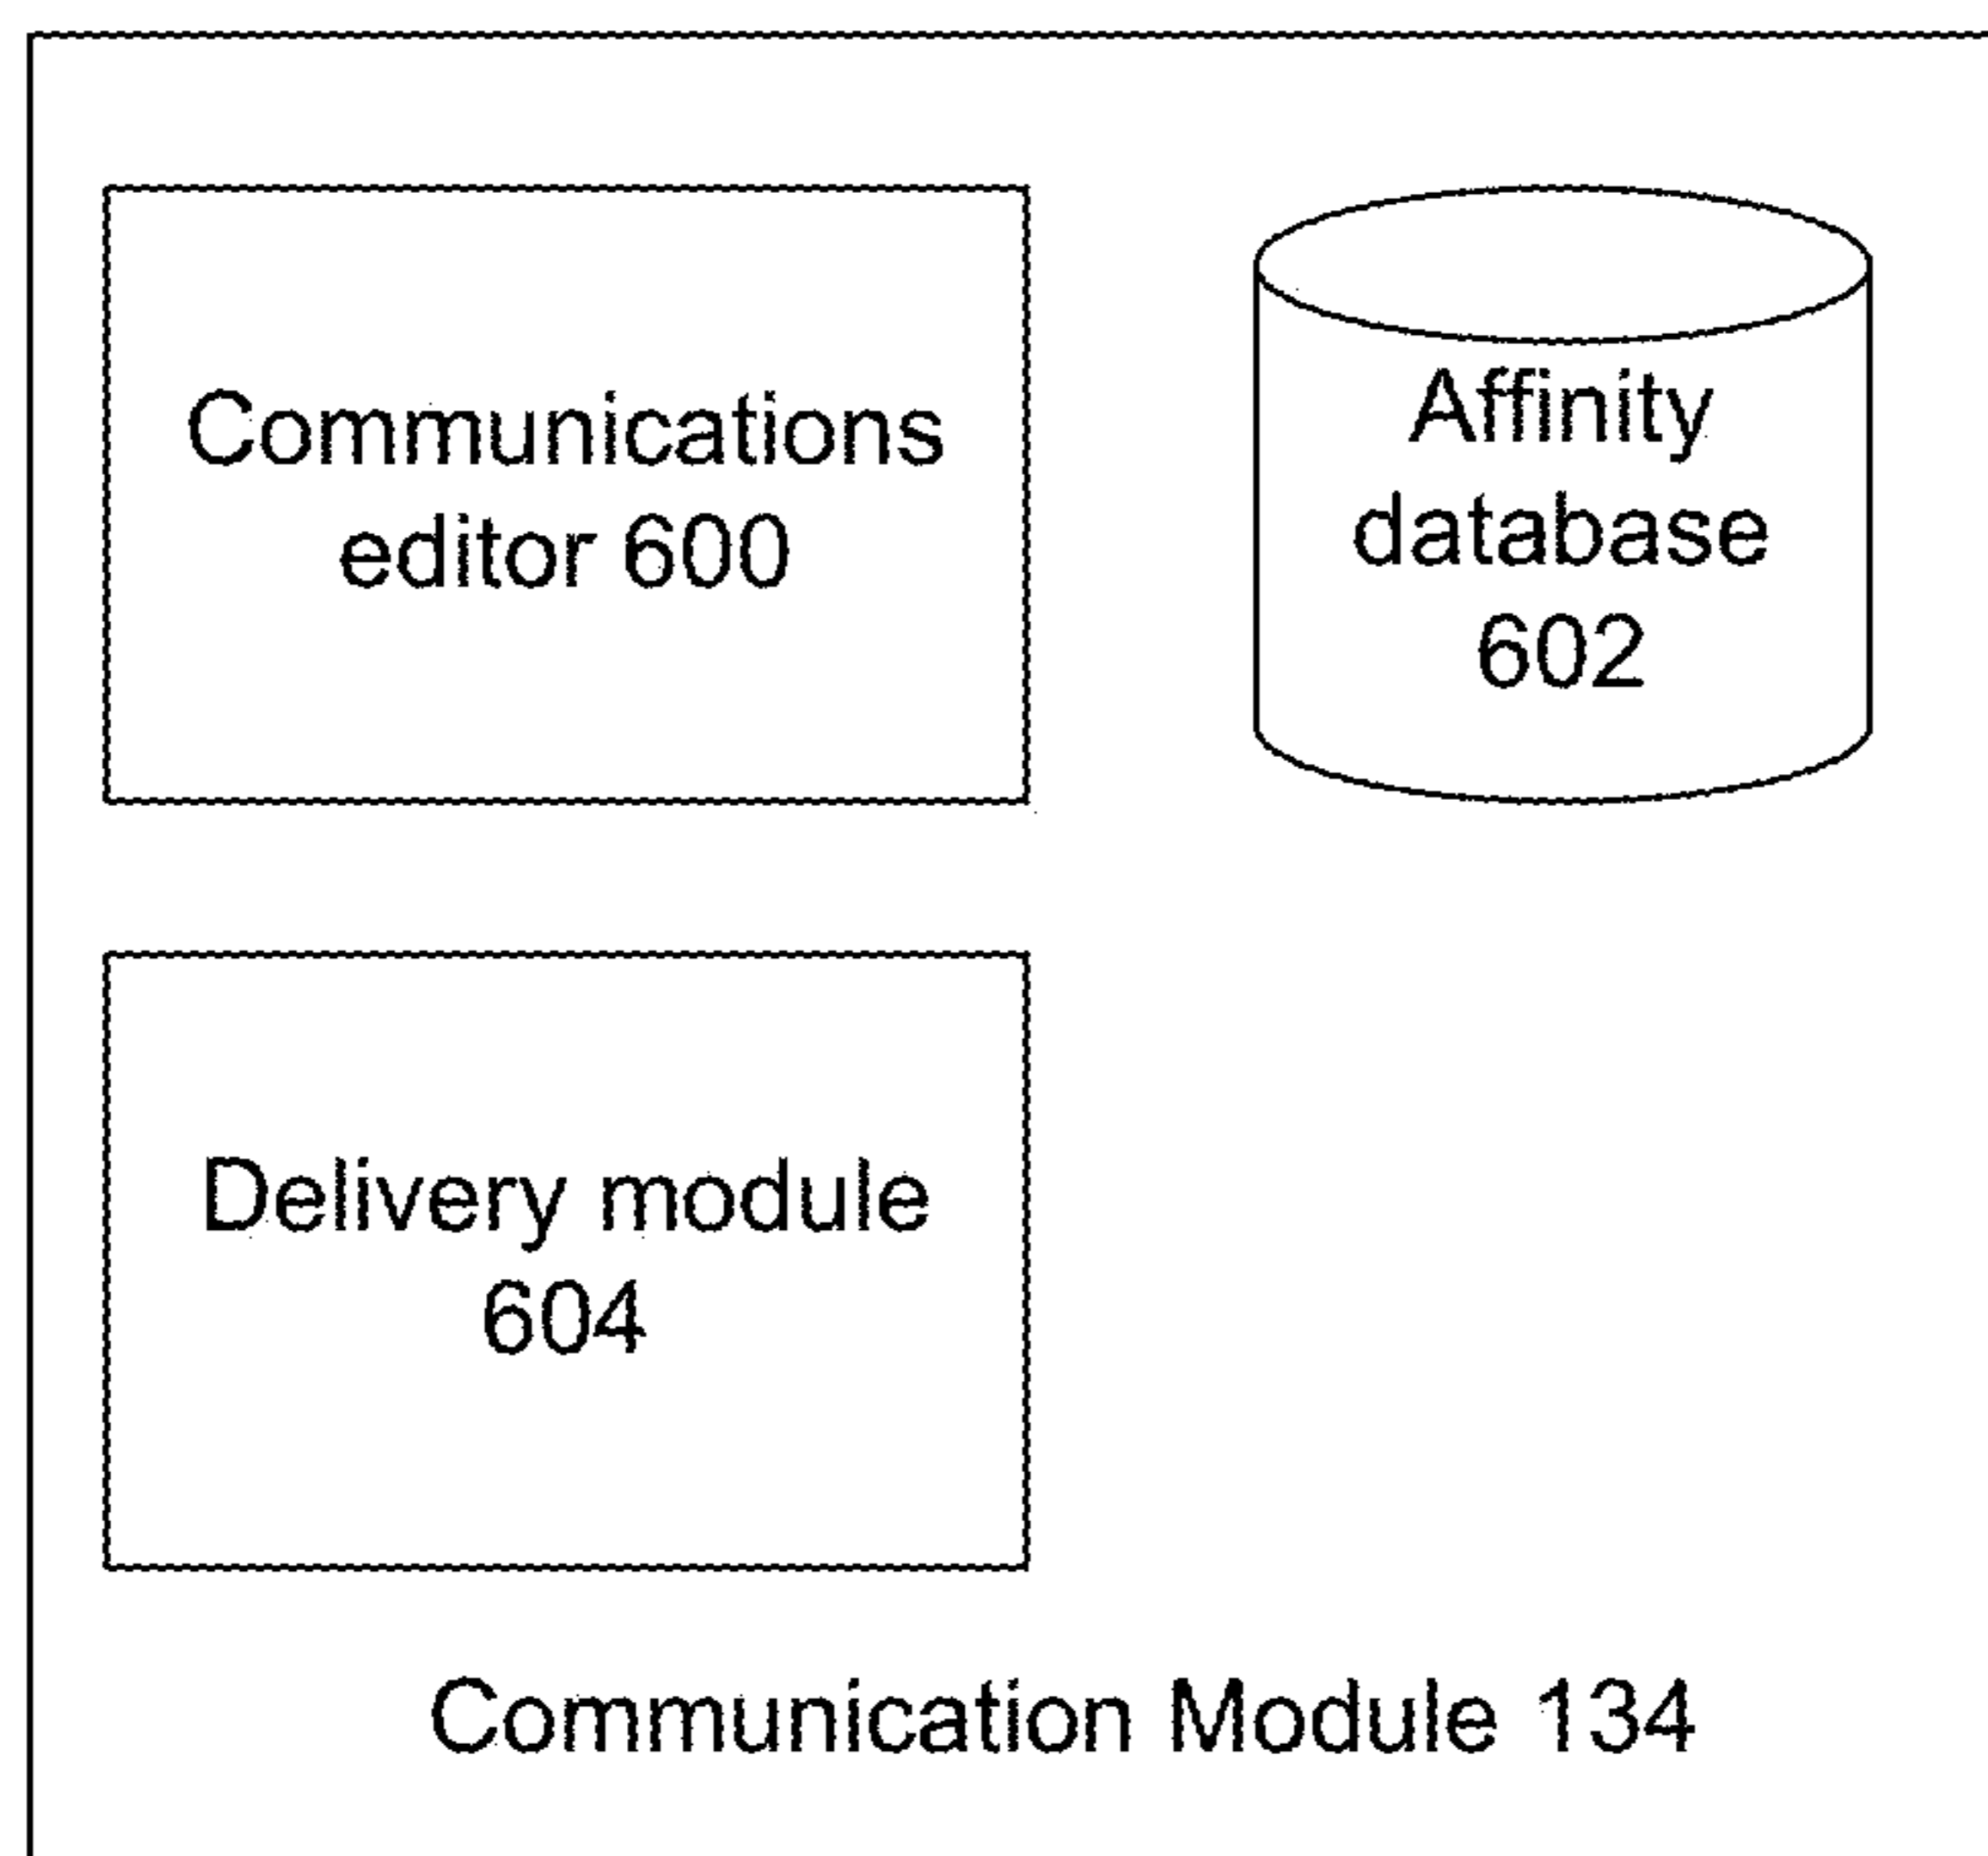 Communications
editor 600
Affinity
database
602
Delivery module
604
Communication Module 134